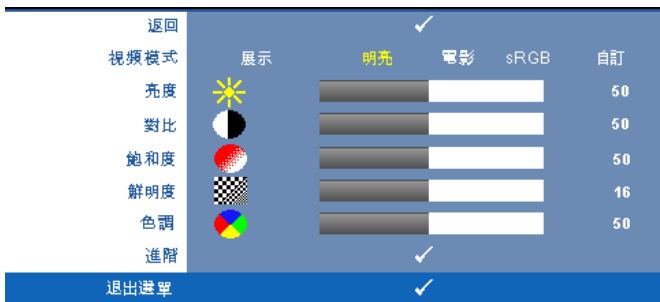 返回
視頻模式 展示 明亮 電影 sRGB 自訂
亮度 50
對比 50
飽和度 50
鮮明度 16
色調 50
進階
退出選單